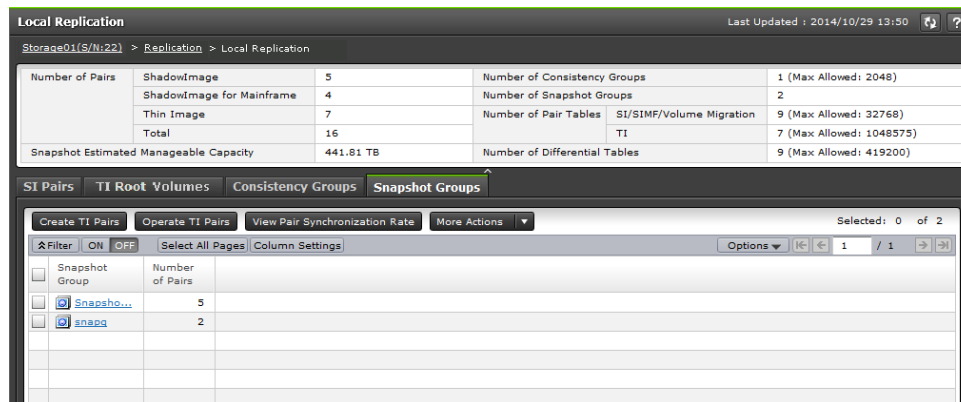 Local Replication Last Updated : 2014/10/29 13:50 ?
Storage01(S/N:22) > Replication > Local Replication
Number of Pairs ShadowImage 5 Number of Consistency Groups 1 (Max Allowed: 2048)
ShadowImage for Mainframe 4 Number of Snapshot Groups 2
Thin Image 7 Number of Pair Tables SI/SIMF/Volume Migration 9 (Max Allowed: 32768)
Total 16 TI 7 (Max Allowed: 1048575)
Snapshot Estimated Manageable Capacity 441.81 TB Number of Differential Tables 9 (Max Allowed: 419200)
SI Pairs TI Root Volumes Consistency Groups Snapshot Groups
Create TI Pairs Operate TI Pairs View Pair Synchronization Rate More Actions Selected: 0 of 2
Filter ON OFF Select All Pages Column Settings Options 1 / 1
Snapshot Number
Group of Pairs
Snapsho... 5
snapg 2